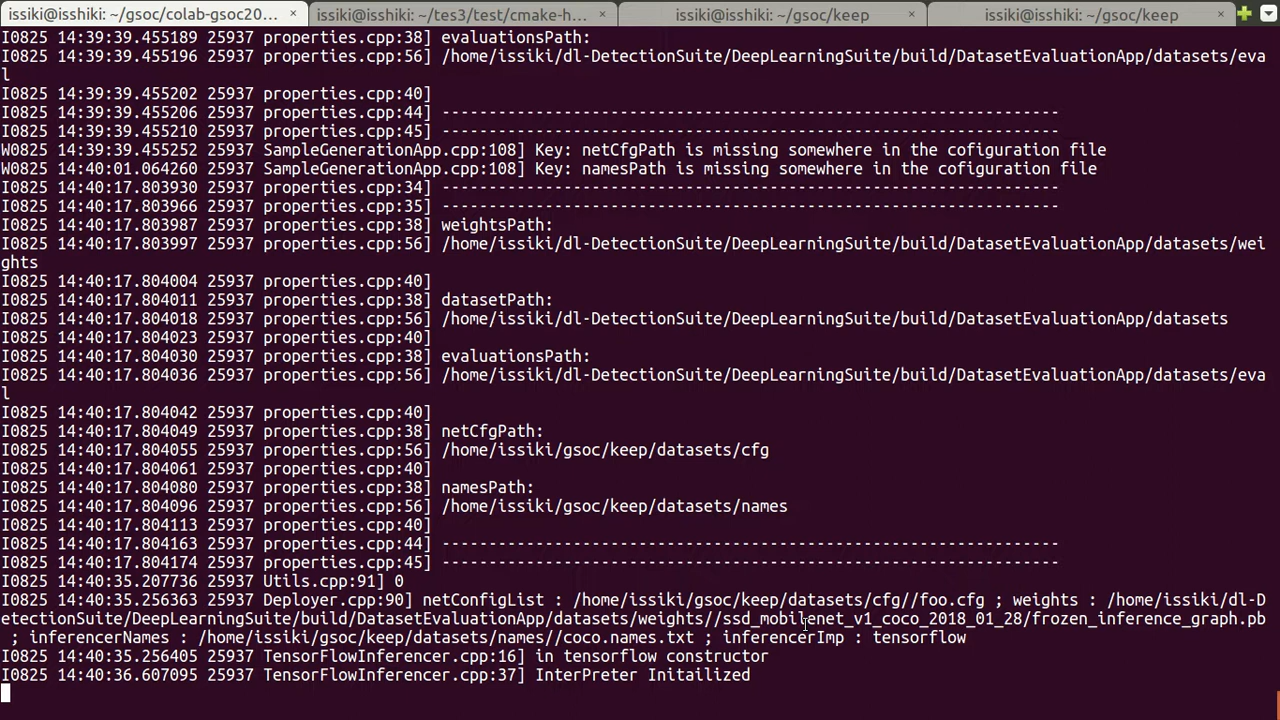 issiki@isshiki: ~/gsoc/colab-gsoc20... × issiki@isshiki: ~/tes3/test/cmake-h... × issiki@isshiki: ~/gsoc/keep × issiki@isshiki: ~/gsoc/keep ×
I0825 14:39:39.455189 25937 properties.cpp:38] evaluationsPath:
I0825 14:39:39.455196 25937 properties.cpp:56] /home/issiki/dl-DetectionSuite/DeepLearningSuite/build/DatasetEvaluationApp/datasets/eva
l
I0825 14:39:39.455202 25937 properties.cpp:40]
I0825 14:39:39.455206 25937 properties.cpp:44] ------------------------------------------------------------------
I0825 14:39:39.455210 25937 properties.cpp:45] ------------------------------------------------------------------
W0825 14:39:39.455252 25937 SampleGenerationApp.cpp:108] Key: netCfgPath is missing somewhere in the cofiguration file
W0825 14:40:01.064260 25937 SampleGenerationApp.cpp:108] Key: namesPath is missing somewhere in the cofiguration file
I0825 14:40:17.803930 25937 properties.cpp:34] ------------------------------------------------------------------
I0825 14:40:17.803966 25937 properties.cpp:35] ------------------------------------------------------------------
I0825 14:40:17.803987 25937 properties.cpp:38] weightsPath:
I0825 14:40:17.803997 25937 properties.cpp:56] /home/issiki/dl-DetectionSuite/DeepLearningSuite/build/DatasetEvaluationApp/datasets/wei
ghts
I0825 14:40:17.804004 25937 properties.cpp:40]
I0825 14:40:17.804011 25937 properties.cpp:38] datasetPath:
I0825 14:40:17.804018 25937 properties.cpp:56] /home/issiki/dl-DetectionSuite/DeepLearningSuite/build/DatasetEvaluationApp/datasets
I0825 14:40:17.804023 25937 properties.cpp:40]
I0825 14:40:17.804030 25937 properties.cpp:38] evaluationsPath:
I0825 14:40:17.804036 25937 properties.cpp:56] /home/issiki/dl-DetectionSuite/DeepLearningSuite/build/DatasetEvaluationApp/datasets/eva
l
I0825 14:40:17.804042 25937 properties.cpp:40]
I0825 14:40:17.804049 25937 properties.cpp:38] netCfgPath:
I0825 14:40:17.804055 25937 properties.cpp:56] /home/issiki/gsoc/keep/datasets/cfg
I0825 14:40:17.804061 25937 properties.cpp:40]
I0825 14:40:17.804080 25937 properties.cpp:38] namesPath:
I0825 14:40:17.804096 25937 properties.cpp:56] /home/issiki/gsoc/keep/datasets/names
I0825 14:40:17.804113 25937 properties.cpp:40]
I0825 14:40:17.804163 25937 properties.cpp:44] ------------------------------------------------------------------
I0825 14:40:17.804174 25937 properties.cpp:45] ------------------------------------------------------------------
I0825 14:40:35.207736 25937 Utils.cpp:91] 0
I0825 14:40:35.256363 25937 Deployer.cpp:90] netConfigList : /home/issiki/gsoc/keep/datasets/cfg//foo.cfg ; weights : /home/issiki/dl-D
etectionSuite/DeepLearningSuite/build/DatasetEvaluationApp/datasets/weights//ssd_mobilenet_v1_coco_2018_01_28/frozen_inference_graph.pb
 ; inferencerNames : /home/issiki/gsoc/keep/datasets/names//coco.names.txt ; inferencerImp : tensorflow
I0825 14:40:35.256405 25937 TensorFlowInferencer.cpp:16] in tensorflow constructor
I0825 14:40:36.607095 25937 TensorFlowInferencer.cpp:37] InterPreter Initailized